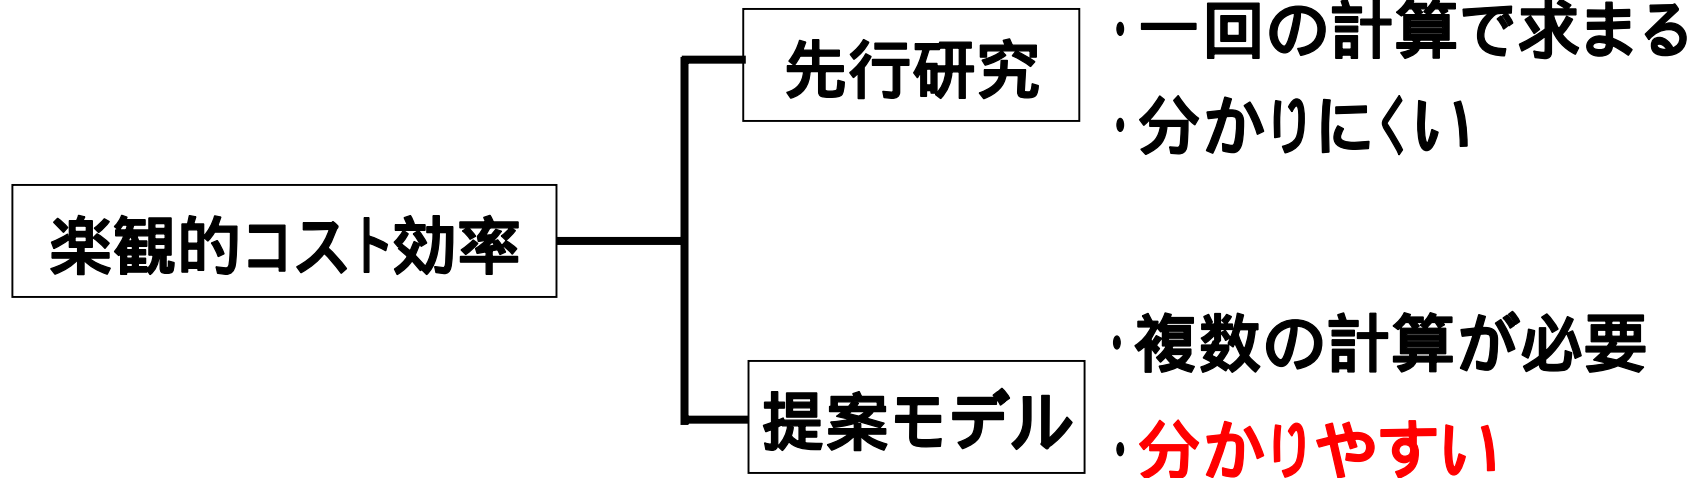 先行研究
・一回の計算で求まる
・分かりにくい
楽観的コスト効率
提案モデル
・複数の計算が必要
・分かりやすい